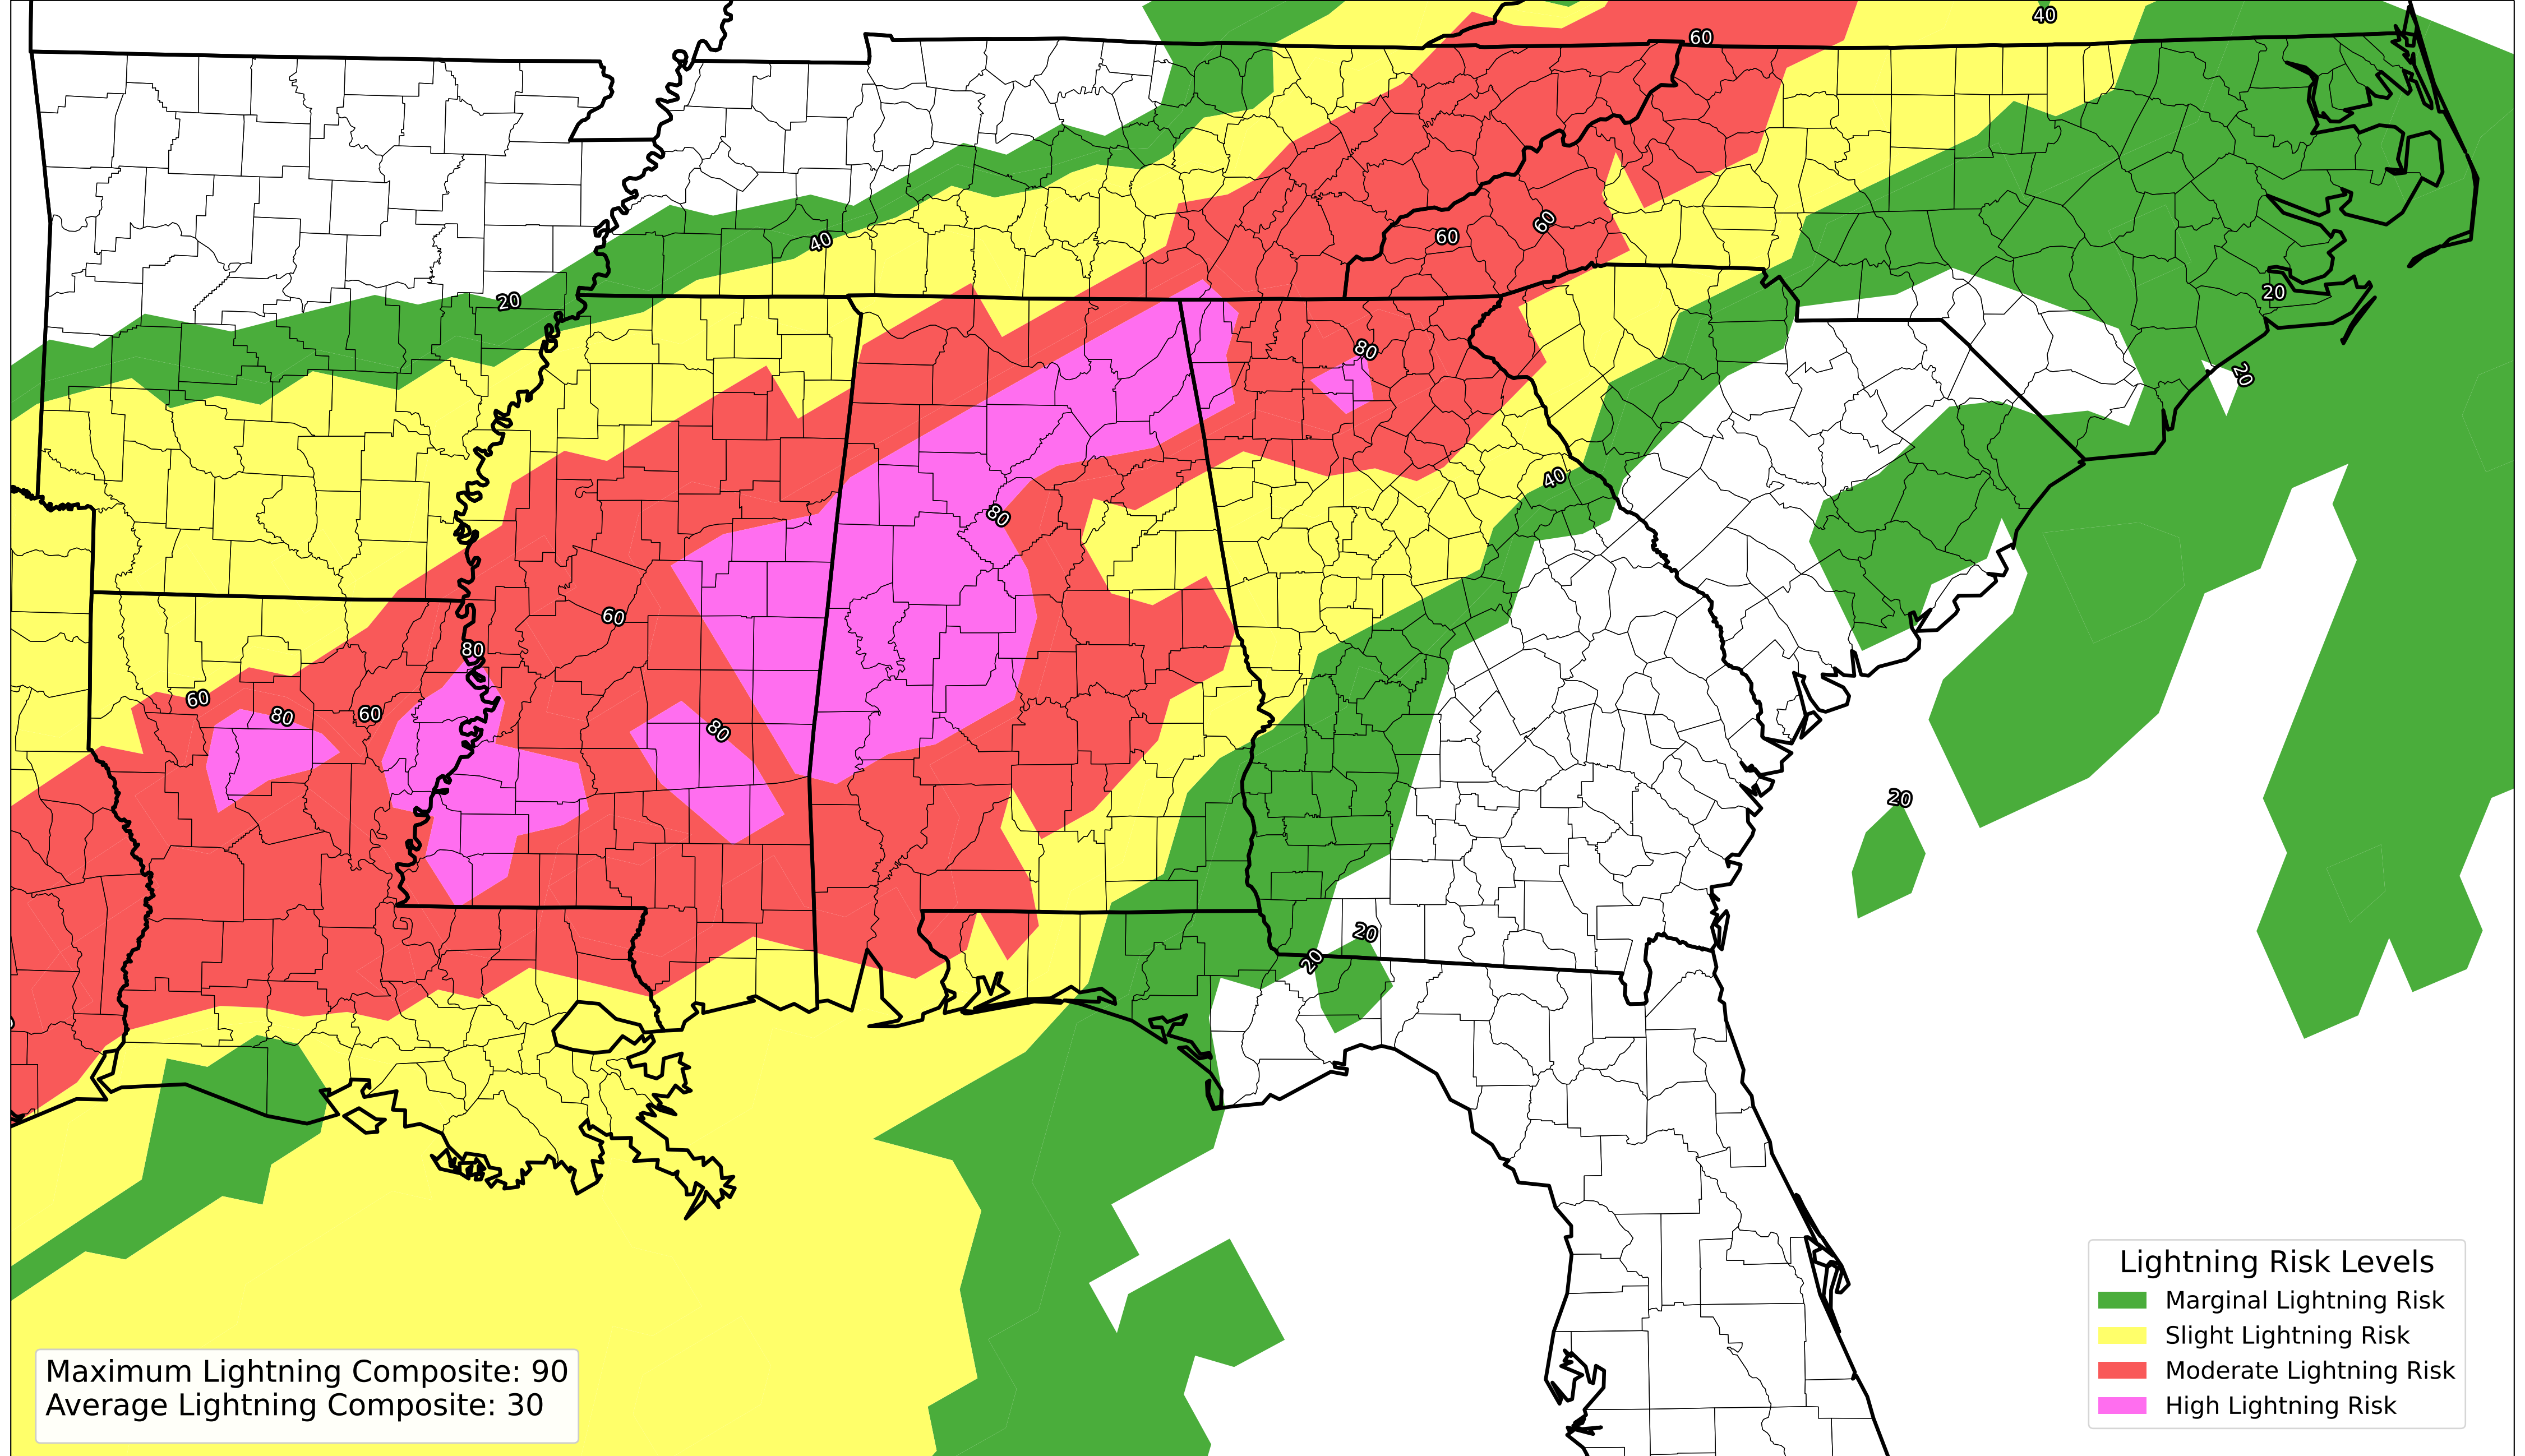 40
60
60
60
40
20
20
80
20
40
80
60
80
60
80
60
80
20
20
20
Lightning Risk Levels
Marginal Lightning Risk
Slight Lightning Risk
Moderate Lightning Risk
High Lightning Risk
Maximum Lightning Composite: 90
Average Lightning Composite: 30